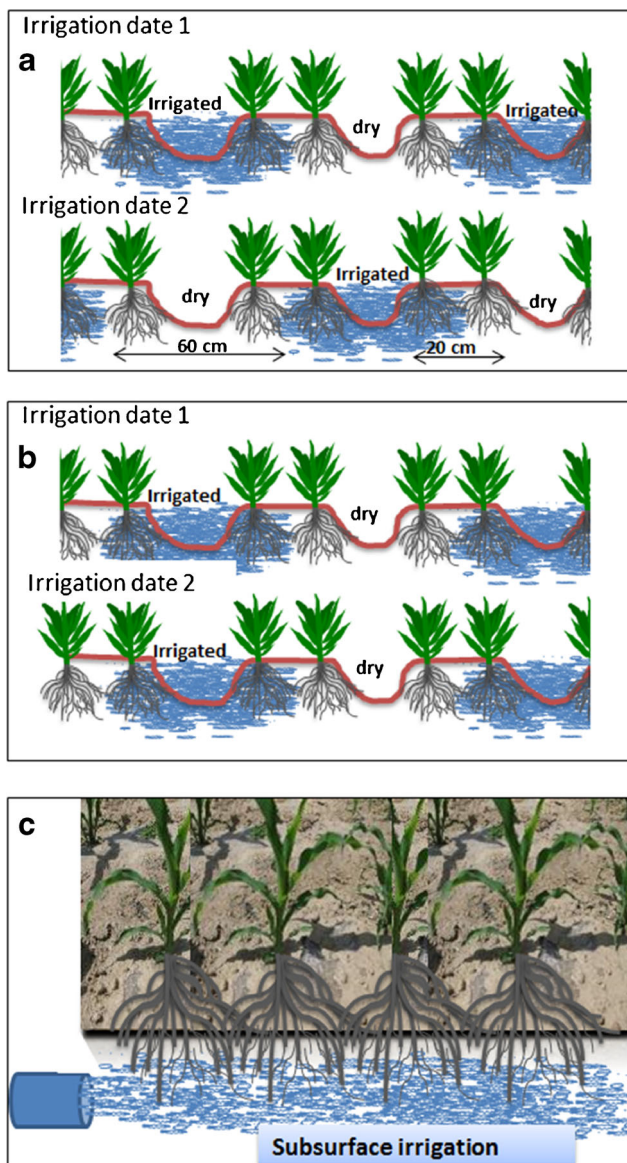 Irrigation date 1
a
Irrigated
dry
Irrigated
Irrigation date 2
dry
Irrigated
dry
60 cm
20 cm
Irrigation date 1
b
Irrigated
dry
Irrigation date 2
Irrigated
dry
c
Subsurface irrigation